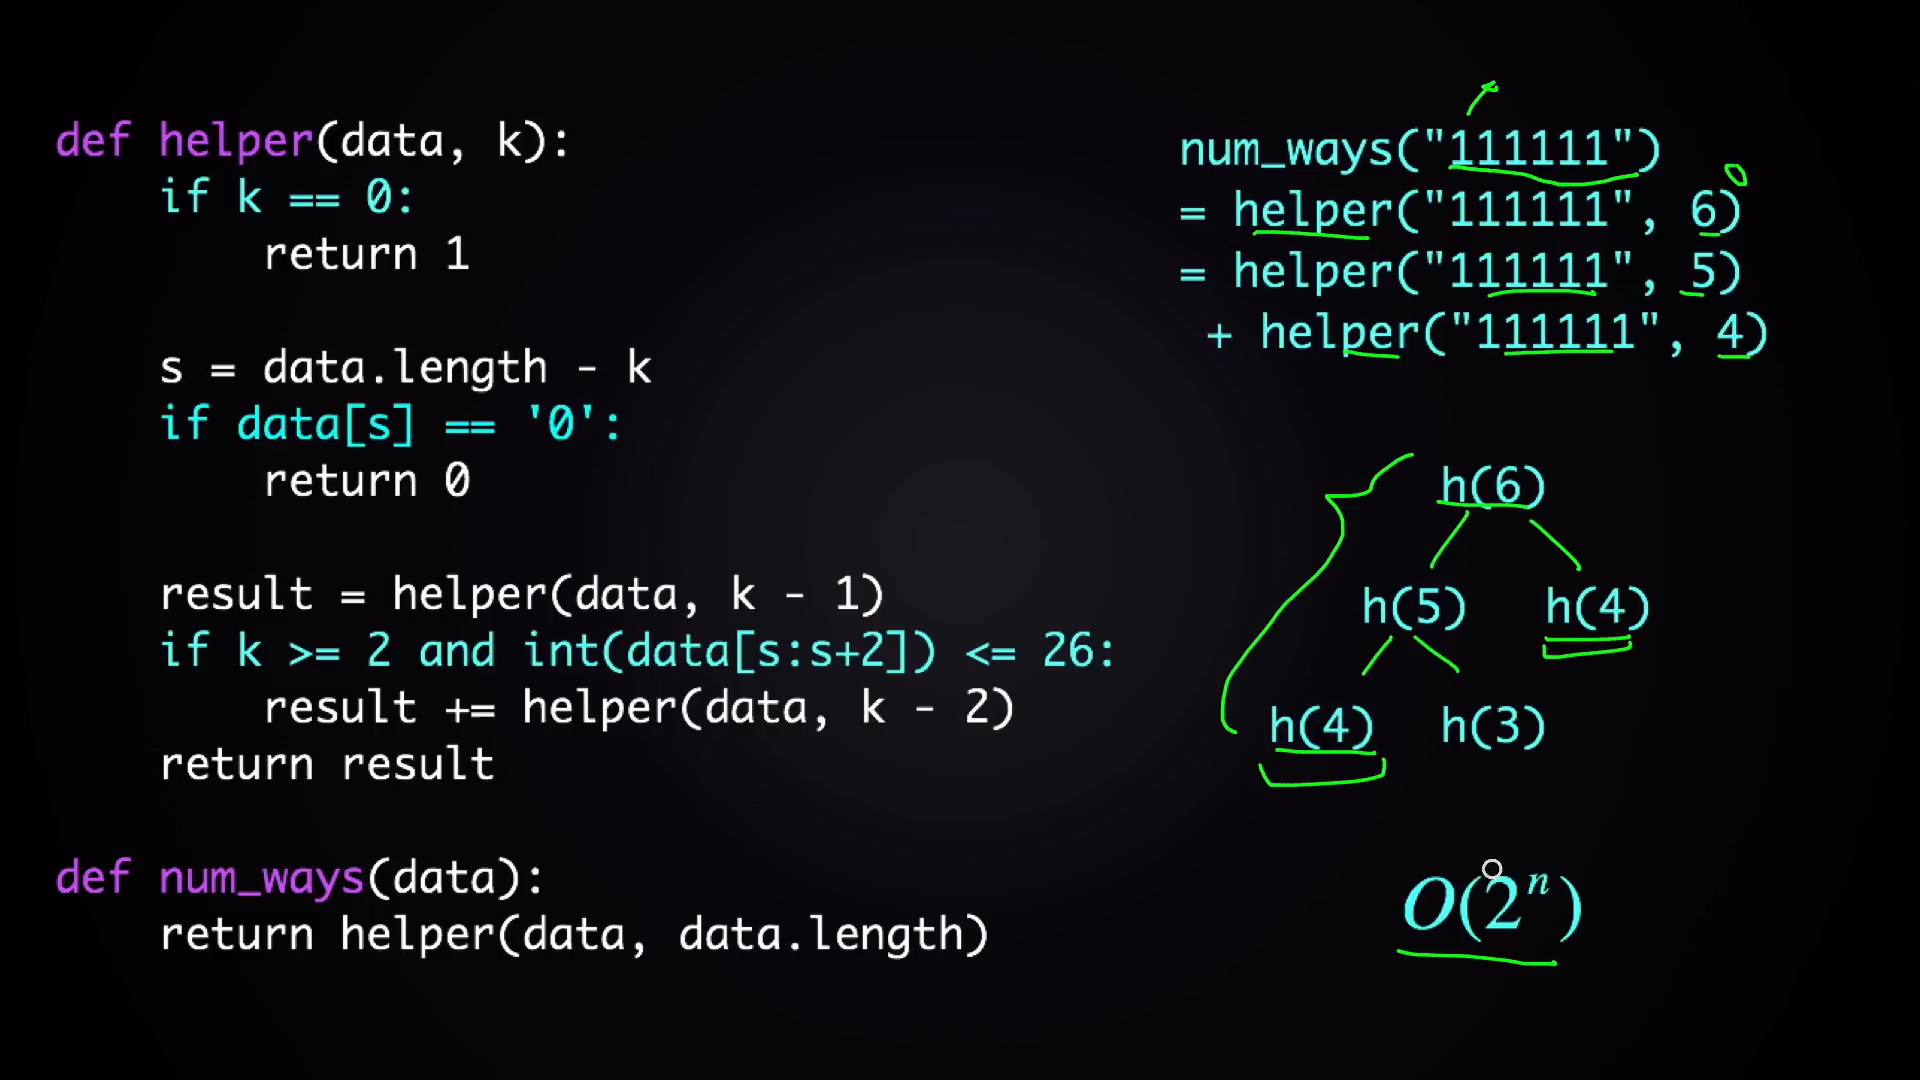 def helper(data, k):
    if k == 0:
        return 1
    s = data.length - k
    if data[s] == '0':
        return 0
    result = helper(data, k - 1)
    if k >= 2 and int(data[s:s+2]) <= 26:
        result += helper(data, k - 2)
    return result
def num_ways(data):
    return helper(data, data.length)
num_ways("111111")
= helper("111111", 6)
= helper("111111", 5)
+ helper("111111", 4)
h(6)
h(5) h(4)
h(4) h(3)
O(2ⁿ)